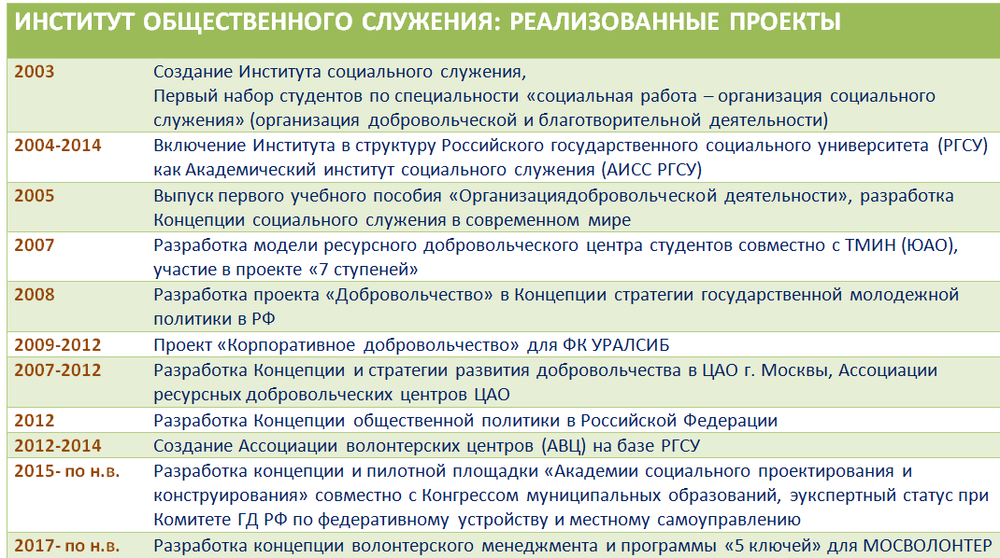 ИНСТИТУТ ОБЩЕСТВЕННОГО СЛУЖЕНИЯ: РЕАЛИЗОВАННЫЕ ПРОЕКТЫ
2003 Создание Института социального служения,
Первый набор студентов по специальности «социальная работа – организация социального
служения» (организация добровольческой и благотворительной деятельности)
2004-2014 Включение Института в структуру Российского государственного социального университета (РГСУ)
как Академический институт социального служения (АИСС РГСУ)
2005 Выпуск первого учебного пособия «Организациядобровольческой деятельности», разработка
Концепции социального служения в современном мире
2007 Разработка модели ресурсного добровольческого центра студентов совместно с ТМИН (ЮАО),
участие в проекте «7 ступеней»
2008 Разработка проекта «Добровольчество» в Концепции стратегии государственной молодежной
политики в РФ
2009-2012 Проект «Корпоративное добровольчество» для ФК УРАЛСИБ
2007-2012 Разработка Концепции и стратегии развития добровольчества в ЦАО г. Москвы, Ассоциации
ресурсных добровольческих центров ЦАО
2012 Разработка Концепции общественной политики в Российской Федерации
2012-2014 Создание Ассоциации волонтерских центров (АВЦ) на базе РГСУ
2015- по н.в. Разработка концепции и пилотной площадки «Академии социального проектирования и
конструирования» совместно с Конгрессом муниципальных образований, эукспертный статус при
Комитете ГД РФ по федеративному устройству и местному самоуправлению
2017- по н.в. Разработка концепции волонтерского менеджмента и программы «5 ключей» для МОСВОЛОНТЕР